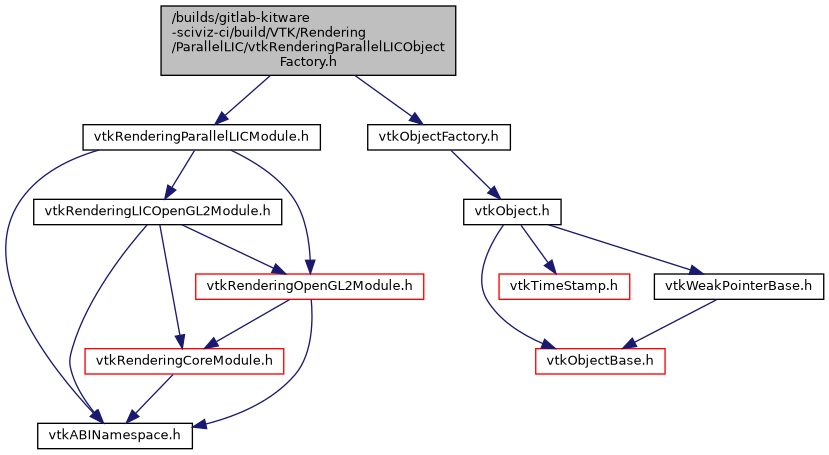 /builds/gitlab-kitware
-sciviz-ci/build/VTK/Rendering
/ParallelLIC/vtkRenderingParallelLICObject
Factory.h
vtkRenderingParallelLICModule.h
vtkObjectFactory.h
vtkRenderingLICOpenGL2Module.h
vtkObject.h
vtkRenderingOpenGL2Module.h
vtkTimeStamp.h
vtkWeakPointerBase.h
vtkRenderingCoreModule.h
vtkObjectBase.h
vtkABINamespace.h